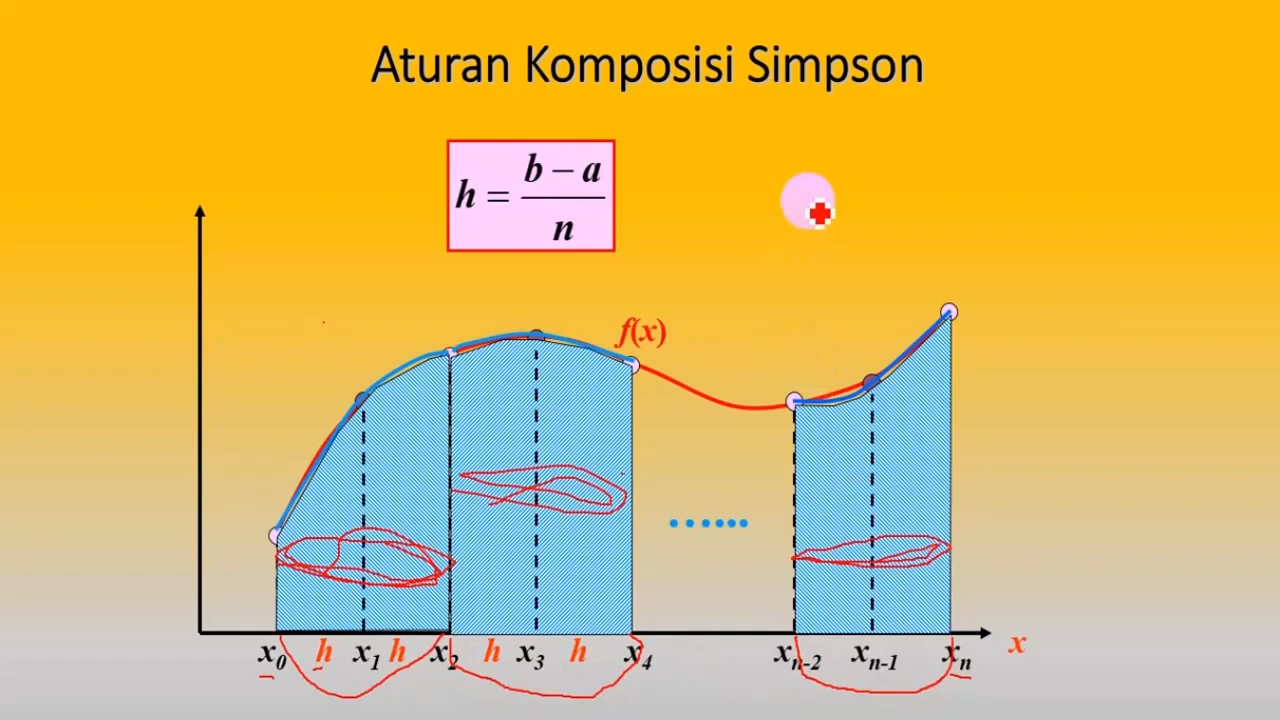 Aturan Komposisi Simpson
h = b − a / n
f(x)
x₀ h x₁ h x₂ h x₃ h x₄ xₙ₋₂ xₙ₋₁ xₙ x